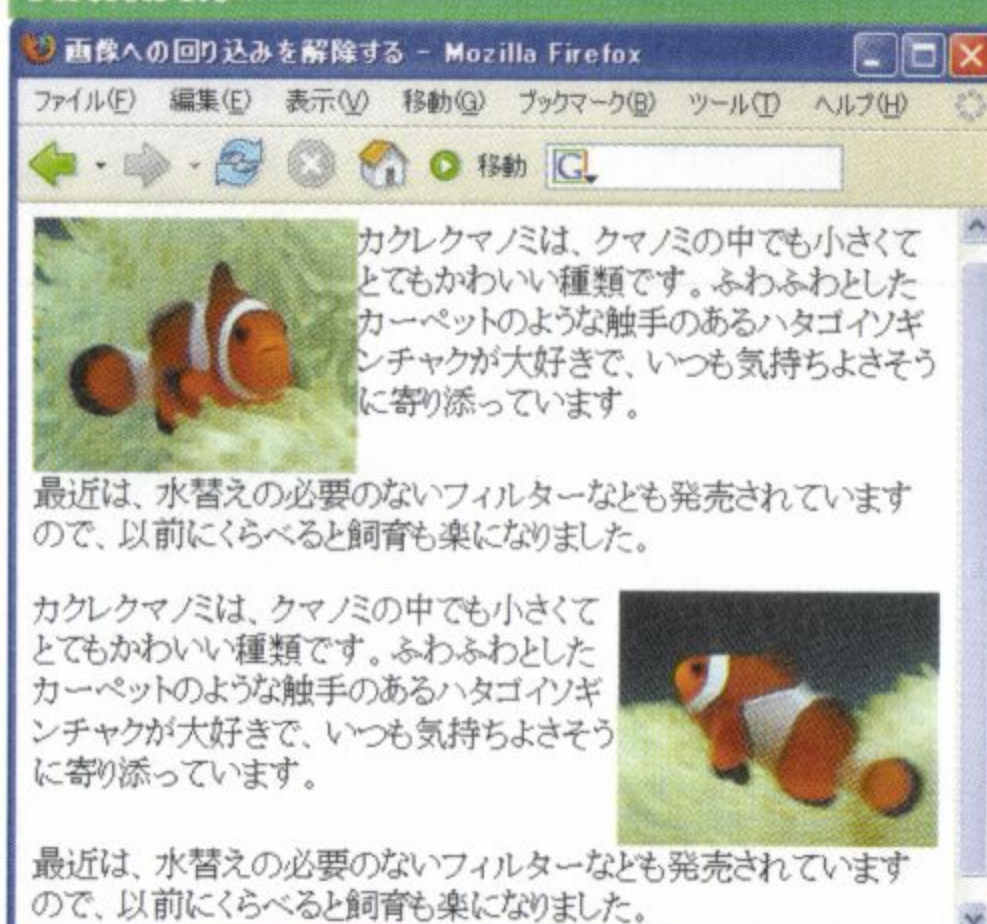 画像への回り込みを解除する - Mozilla Firefox
ファイル(F) 編集(E) 表示(V) 移動(G) ブックマーク(B) ツール(T) ヘルプ(H)
移動 G
カクレクマノミは、クマノミの中でも小さくて
とてもかわいい種類です。ふわふわとした
カーペットのような触手のあるハタゴイソギ
ンチャクが大好きで、いつも気持ちよさそう
に寄り添っています。
最近は、水替えの必要のないフィルターなども発売されています
ので、以前にくらべると飼育も楽になりました。
カクレクマノミは、クマノミの中でも小さくて
とてもかわいい種類です。ふわふわとした
カーペットのような触手のあるハタゴイソギ
ンチャクが大好きで、いつも気持ちよさそう
に寄り添っています。
最近は、水替えの必要のないフィルターなども発売されています
ので、以前にくらべると飼育も楽になりました。